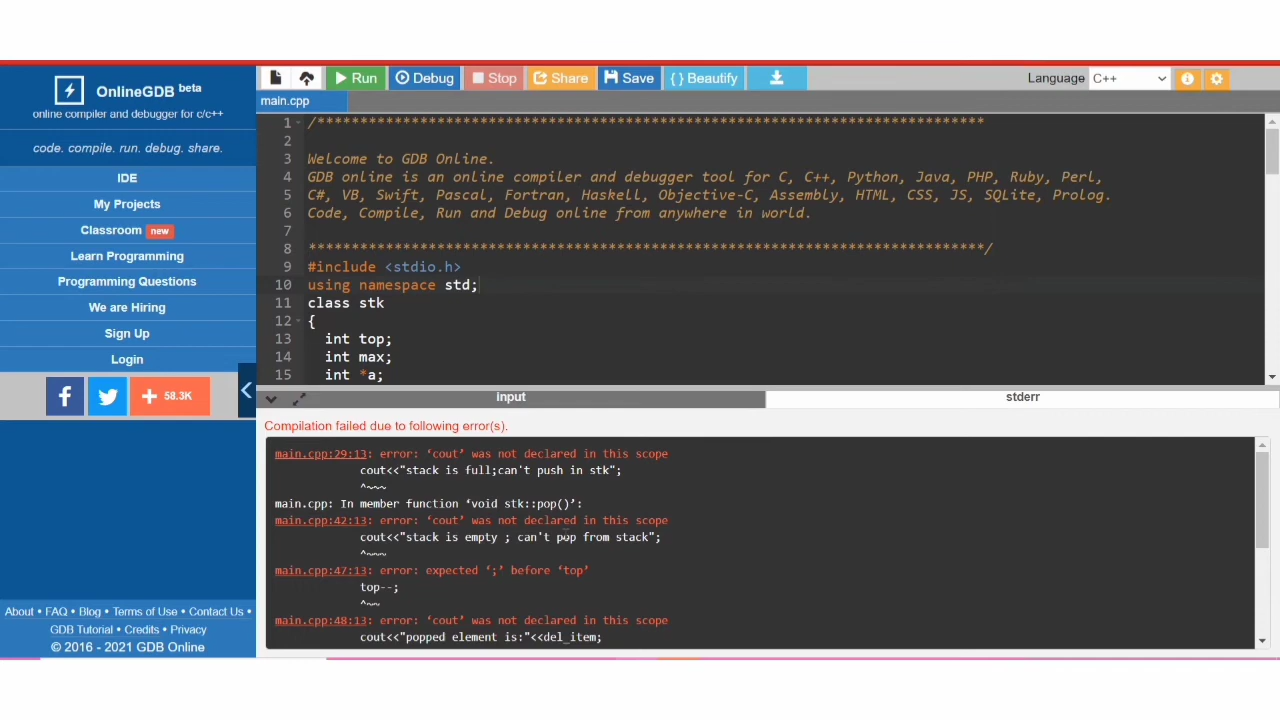 OnlineGDB beta
online compiler and debugger for c/c++
code. compile. run. debug. share.
IDE
My Projects
Classroom new
Learn Programming
Programming Questions
We are Hiring
Sign Up
Login
58.3K
About • FAQ • Blog • Terms of Use • Contact Us •
GDB Tutorial • Credits • Privacy
© 2016 - 2021 GDB Online
Run Debug Stop Share Save { } Beautify Language C++
main.cpp
1 /******************************************************************************
2
3 Welcome to GDB Online.
4 GDB online is an online compiler and debugger tool for C, C++, Python, Java, PHP, Ruby, Perl,
5 C#, VB, Swift, Pascal, Fortran, Haskell, Objective-C, Assembly, HTML, CSS, JS, SQLite, Prolog.
6 Code, Compile, Run and Debug online from anywhere in world.
7
8 *******************************************************************************/
9 #include <stdio.h>
10 using namespace std;
11 class stk
12 {
13 int top;
14 int max;
15 int *a;
input stderr
Compilation failed due to following error(s).
main.cpp:29:13: error: ‘cout’ was not declared in this scope
cout<<"stack is full;can't push in stk";
^~~~
main.cpp: In member function ‘void stk::pop()’:
main.cpp:42:13: error: ‘cout’ was not declared in this scope
cout<<"stack is empty ; can't pop from stack";
^~~~
main.cpp:47:13: error: expected ‘;’ before ‘top’
top--;
^~~
main.cpp:48:13: error: ‘cout’ was not declared in this scope
cout<<"popped element is:"<<del_item;